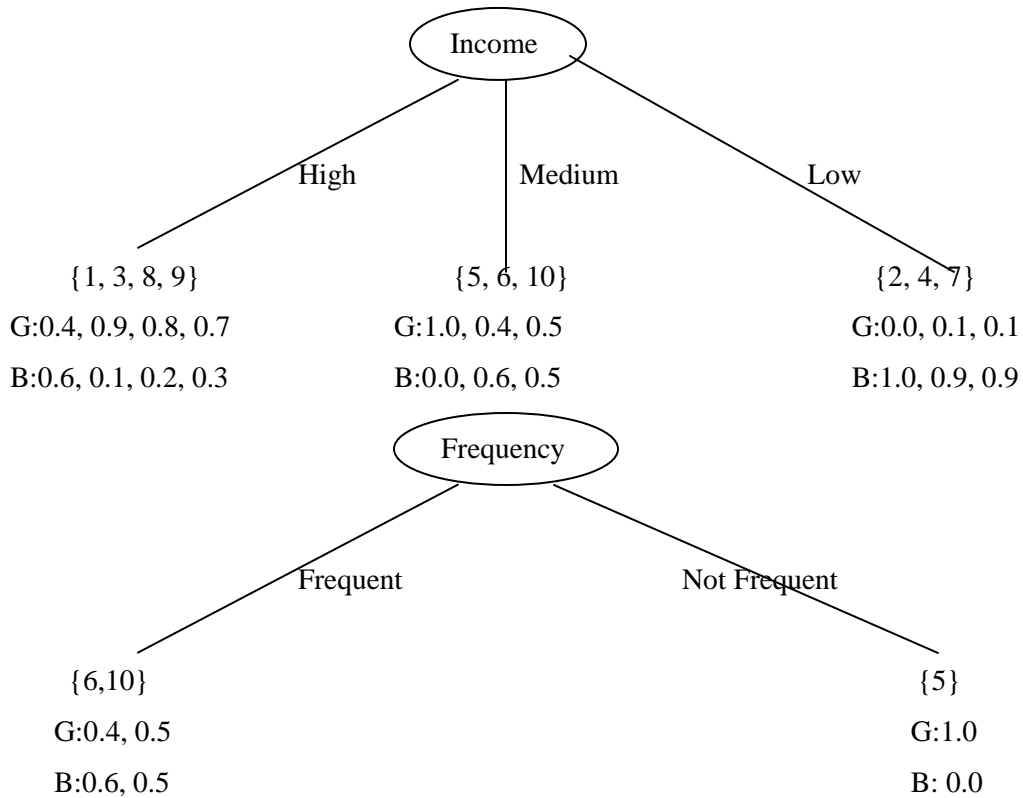 Income
High Medium Low
{1, 3, 8, 9} {5, 6, 10} {2, 4, 7}
G:0.4, 0.9, 0.8, 0.7 G:1.0, 0.4, 0.5 G:0.0, 0.1, 0.1
B:0.6, 0.1, 0.2, 0.3 B:0.0, 0.6, 0.5 B:1.0, 0.9, 0.9
Frequency
Frequent Not Frequent
{6,10} {5}
G:0.4, 0.5 G:1.0
B:0.6, 0.5 B: 0.0